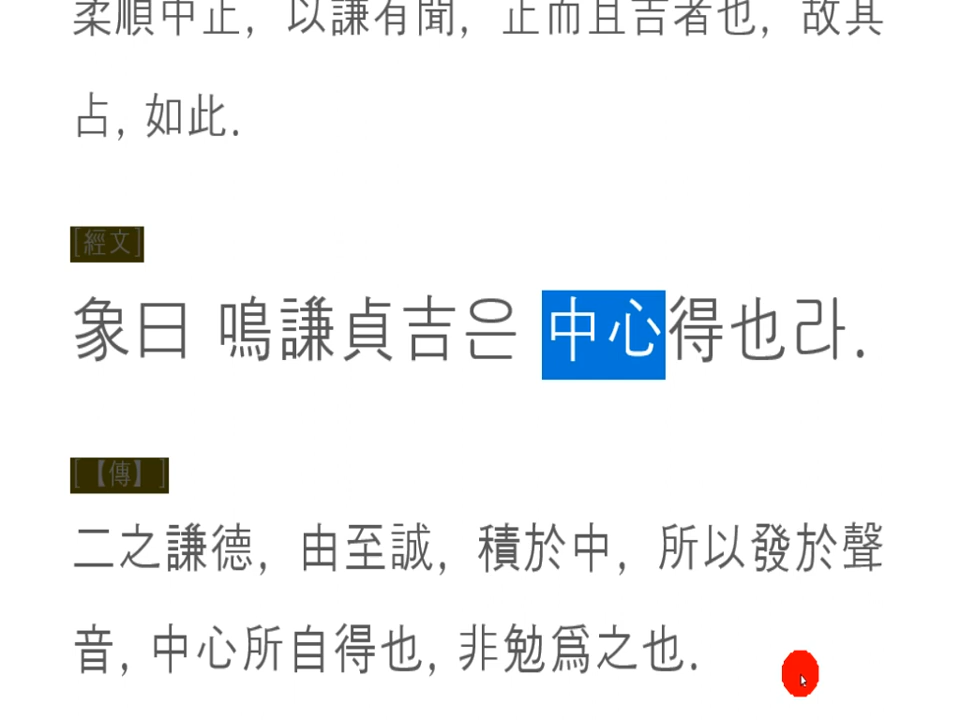 柔順中正, 以謙有聞, 正而且吉者也, 故其
占, 如此.
[經文]
象曰 鳴謙貞吉은 中心得也라.
[【傳】]
二之謙德, 由至誠, 積於中, 所以發於聲
音, 中心所自得也, 非勉爲之也.